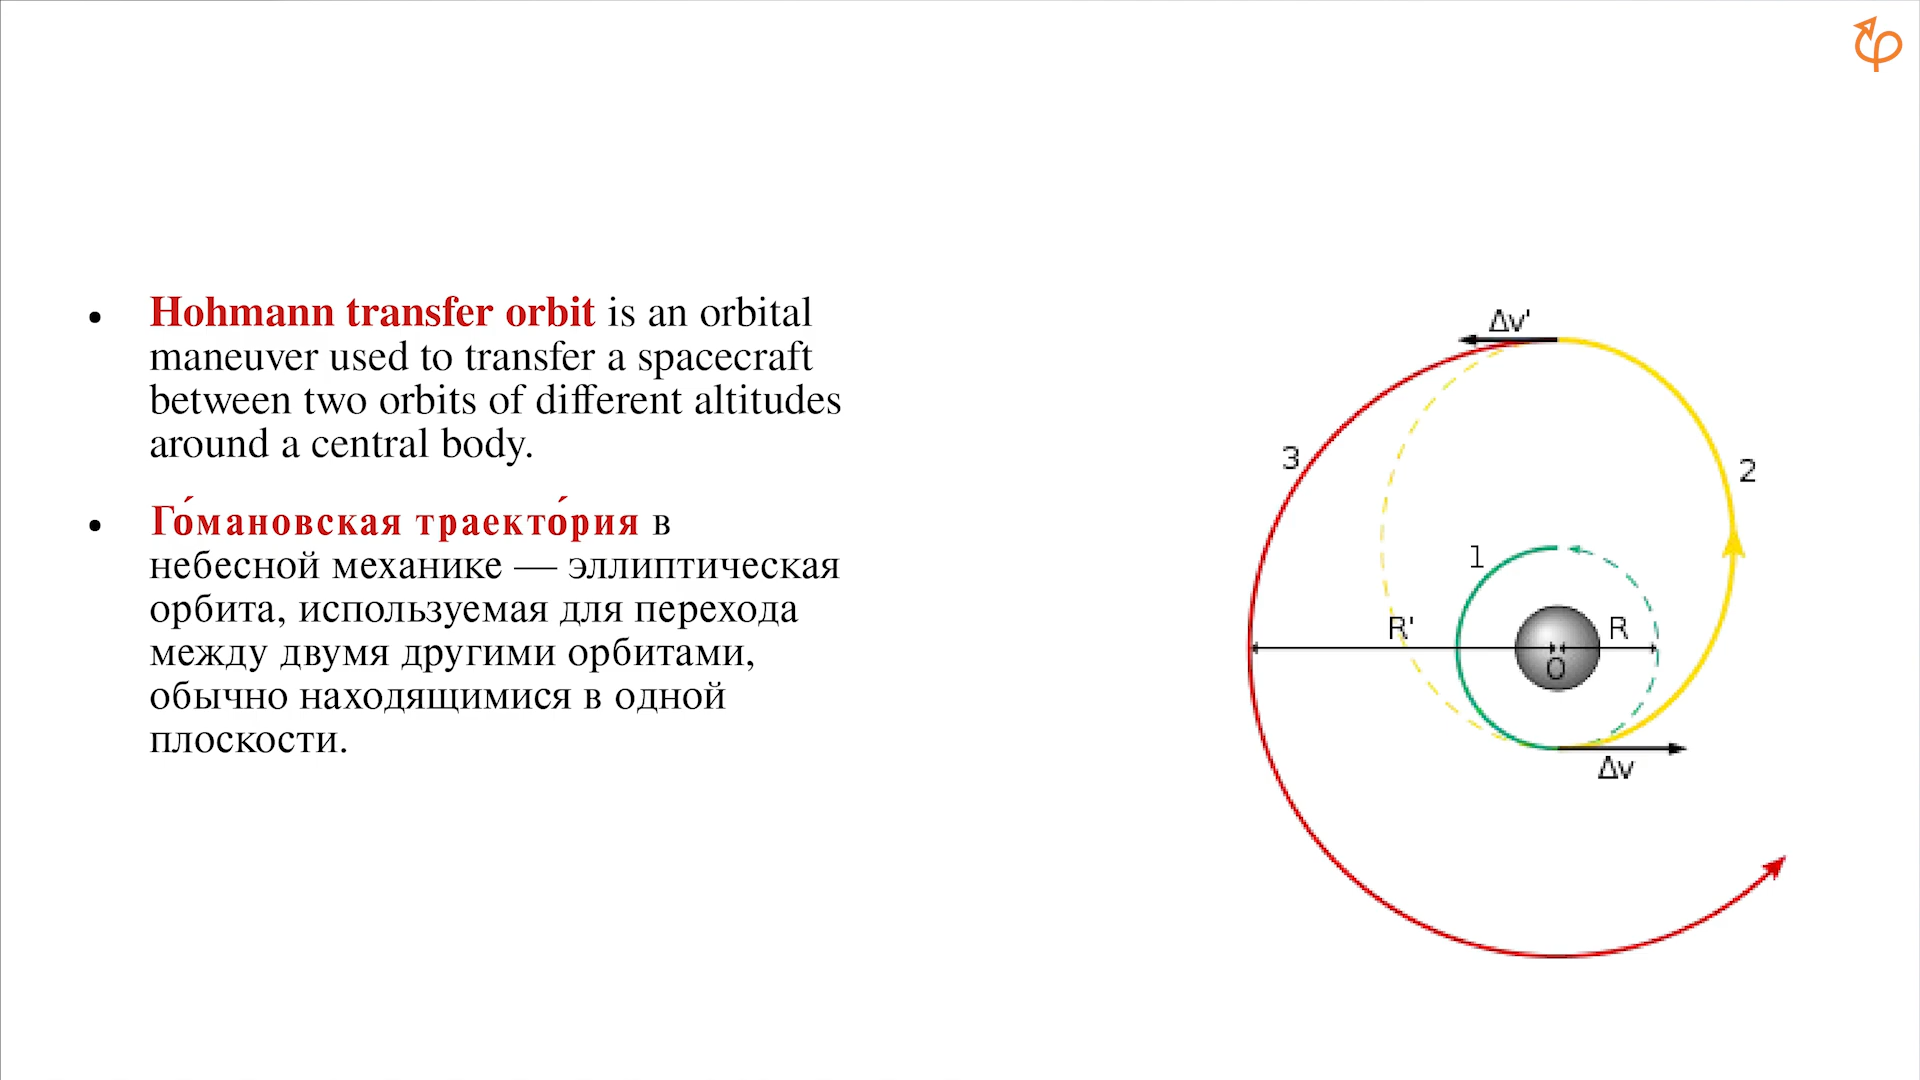 Hohmann transfer orbit is an orbital
maneuver used to transfer a spacecraft
between two orbits of different altitudes
around a central body.
Го́мановская траекто́рия в
небесной механике — эллиптическая
орбита, используемая для перехода
между двумя другими орбитами,
обычно находящимися в одной
плоскости.
Δv'
3
2
1
R'
R
O
Δv